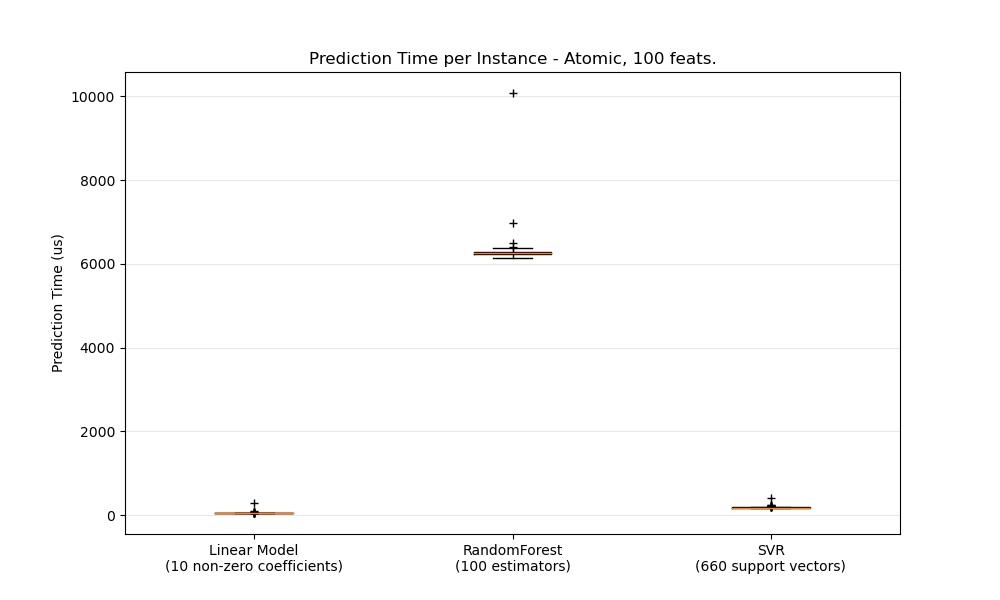 Prediction Time per Instance - Atomic, 100 feats.
Prediction Time (us)
10000
8000
6000
4000
2000
0
Linear Model
(10 non-zero coefficients)
RandomForest
(100 estimators)
SVR
(660 support vectors)